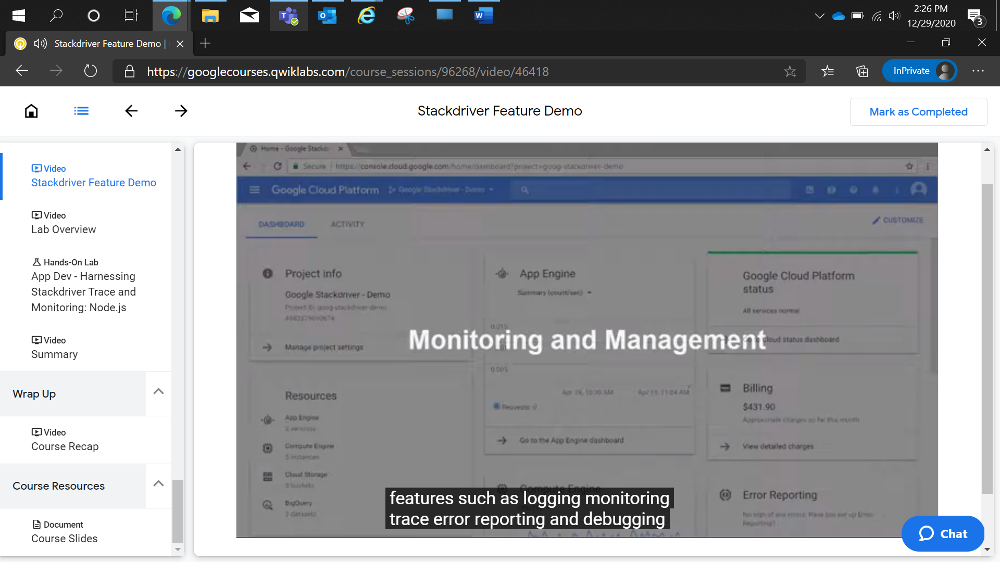 2:26 PM
12/29/2020
3
Stackdriver Feature Demo |
https://googlecourses.qwiklabs.com/course_sessions/96268/video/46418
InPrivate
Stackdriver Feature Demo
Mark as Completed
Video
Stackdriver Feature Demo
Video
Lab Overview
Hands-On Lab
App Dev - Harnessing
Stackdriver Trace and
Monitoring: Node.js
Video
Summary
Wrap Up
Video
Course Recap
Course Resources
Document
Course Slides
Home - Google Stackd
Secure https://console.cloud.google.com/home/dashboard?project=goog-stackdriver-demo
Google Cloud Platform
Google Stackdriver - Demo
DASHBOARD
ACTIVITY
CUSTOMIZE
Project info
Google Stackdriver - Demo
Project ID: goog-stackdriver-demo
Manage project settings
Resources
App Engine
2 versions
Compute Engine
5 instances
Cloud Storage
3 buckets
BigQuery
3 datasets
App Engine
Summary (count/sec)
0.015
0.005
Apr 19, 10:30 AM
Apr 19, 11:04 AM
Requests: 0
Go to the App Engine dashboard
Compute Engine
Google Cloud Platform
status
All services normal
Go to Cloud status dashboard
Billing
$431.90
Approximate charges so far this month
View detailed charges
Error Reporting
No sign of any errors. Have you set up Error
Reporting?
Monitoring and Management
features such as logging monitoring
trace error reporting and debugging
Chat